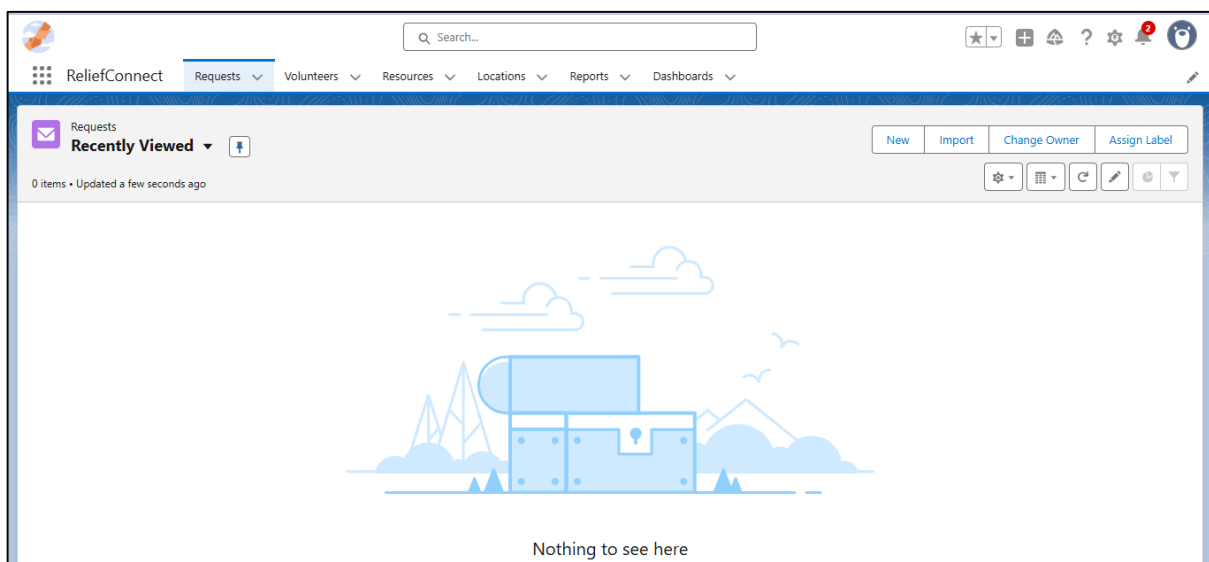 Search...
2
ReliefConnect Requests Volunteers Resources Locations Reports Dashboards
Requests
Recently Viewed
New Import Change Owner Assign Label
0 items • Updated a few seconds ago
Nothing to see here